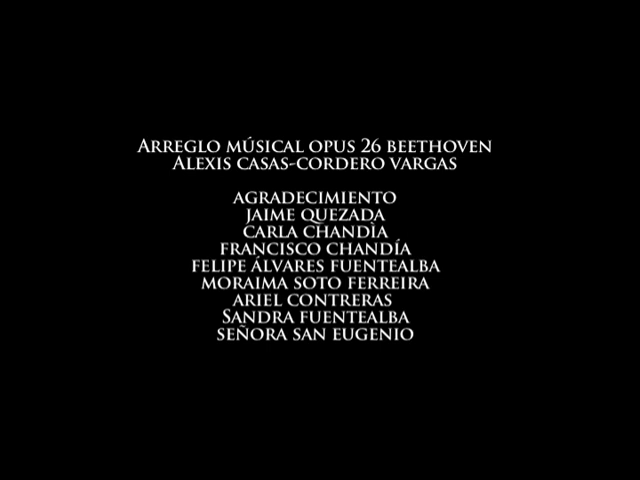 Arreglo músical opus 26 beethoven
Alexis casas-cordero vargas
agradecimiento
jaime quezada
carla chandìa
francisco chandía
felipe álvares fuentealba
moraima soto ferreira
ariel contreras
Sandra fuentealba
señora san eugenio